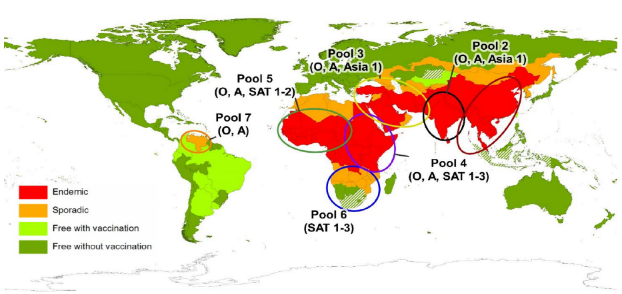 Pool 3
(O, A, Asia 1)
Pool 2
(O, A, Asia 1)
Pool 5
(O, A, SAT 1-2)
Pool 7
(O, A)
Pool 4
(O, A, SAT 1-3)
Pool 6
(SAT 1-3)
Endemic
Sporadic
Free with vaccination
Free without vaccination